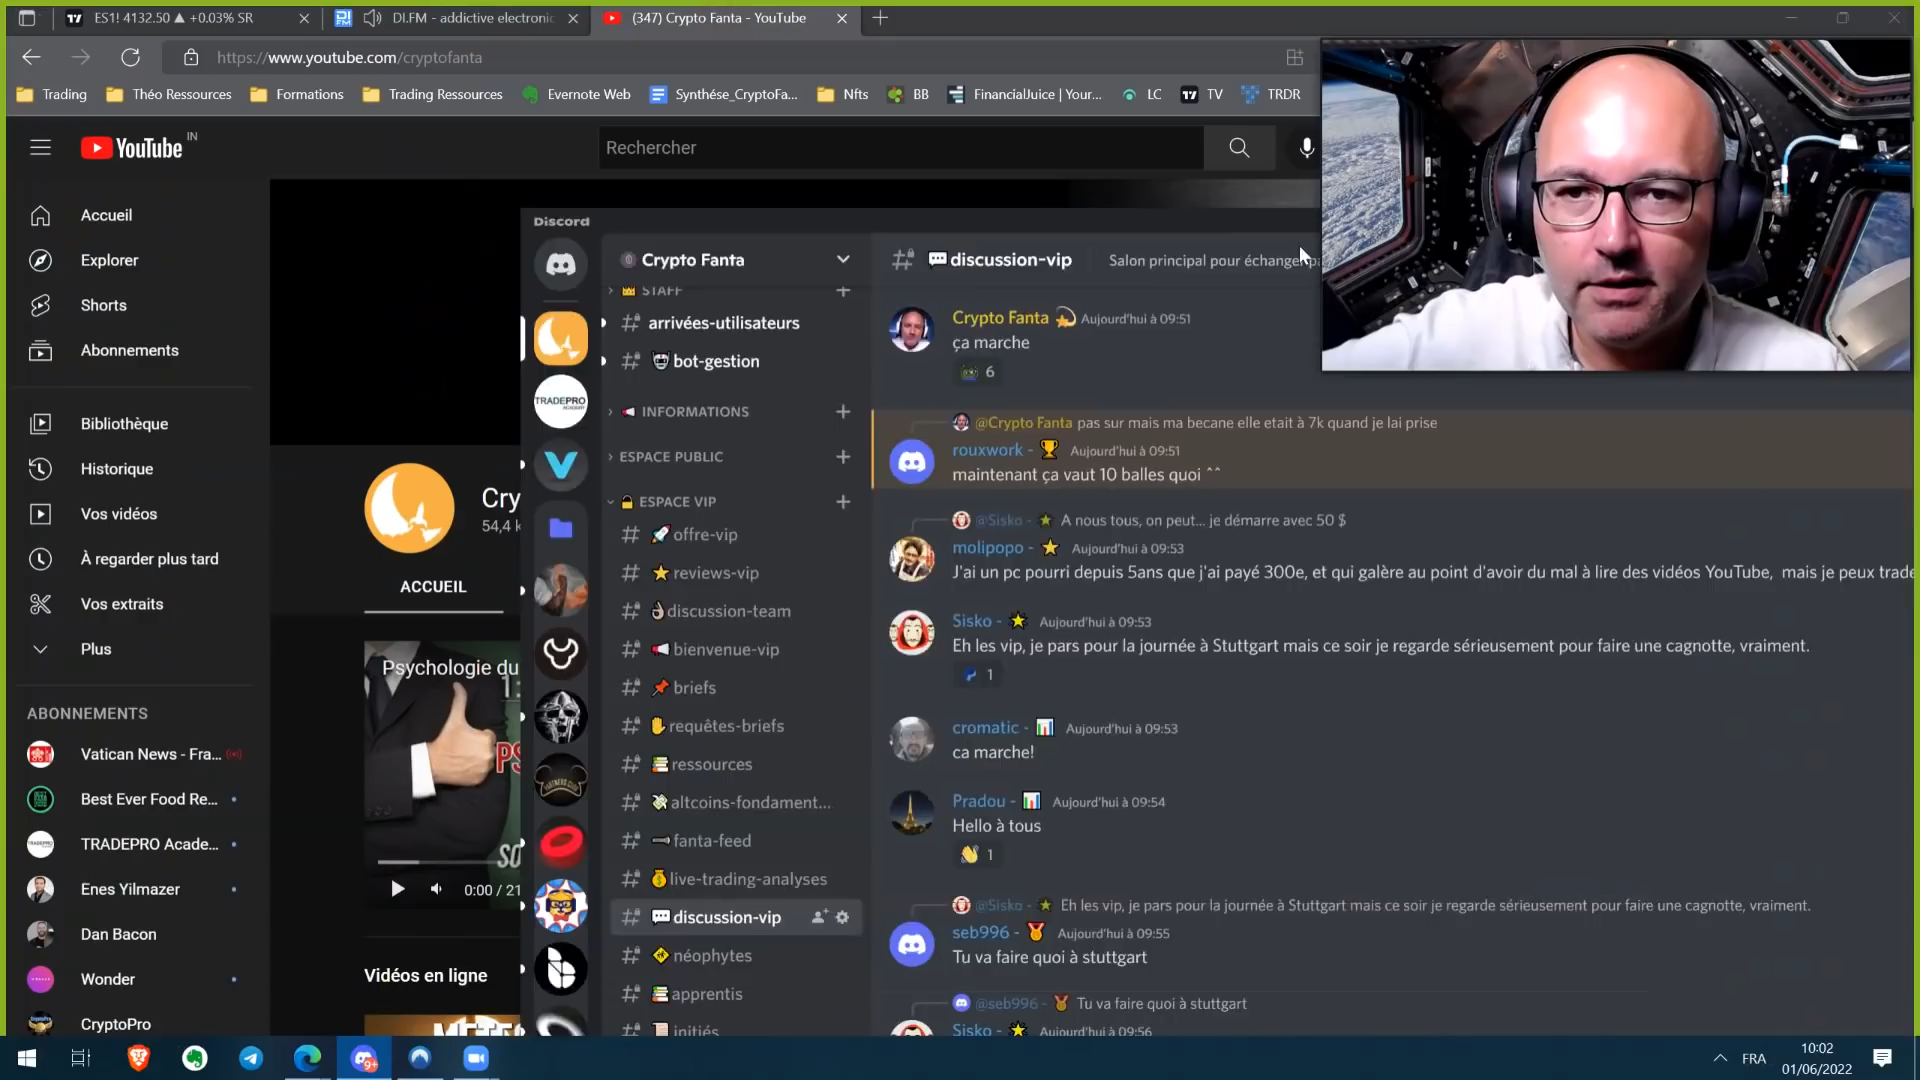 ES1! 4132.50 ▲ +0.03% SR
DI.FM - addictive electronic
(347) Crypto Fanta - YouTube
https://www.youtube.com/cryptofanta
Trading
Théo Ressources
Formations
Trading Ressources
Evernote Web
Synthése_CryptoFa...
Nfts
BB
FinancialJuice | Your...
LC
TV
TRDR
YouTube IN
Rechercher
Accueil
Explorer
Shorts
Abonnements
Bibliothèque
Historique
Vos vidéos
À regarder plus tard
Vos extraits
Plus
ABONNEMENTS
Vatican News - Fra...
Best Ever Food Re...
TRADEPRO Acade...
Enes Yilmazer
Dan Bacon
Wonder
CryptoPro
Cry
54,4 k
ACCUEIL
Psychologie du
PS
SO
0:00 / 21
Vidéos en ligne
Discord
TRADEPRO
ACADEMY
PARTNERS CLUB
Crypto Fanta
STAFF
arrivées-utilisateurs
bot-gestion
INFORMATIONS
ESPACE PUBLIC
ESPACE VIP
offre-vip
reviews-vip
discussion-team
bienvenue-vip
briefs
requêtes-briefs
ressources
altcoins-fondament...
fanta-feed
live-trading-analyses
discussion-vip
néophytes
apprentis
initiés
discussion-vip
Salon principal pour échanger
Crypto Fanta Aujourd'hui à 09:51
ça marche
6
@Crypto Fanta pas sur mais ma becane elle etait à 7k quand je lai prise
rouxwork - Aujourd'hui à 09:51
maintenant ça vaut 10 balles quoi ^^
@Sisko - A nous tous, on peut... je démarre avec 50 $
molipopo - Aujourd'hui à 09:53
J'ai un pc pourri depuis 5ans que j'ai payé 300e, et qui galère au point d'avoir du mal à lire des vidéos YouTube, mais je peux trade
Sisko - Aujourd'hui à 09:53
Eh les vip, je pars pour la journée à Stuttgart mais ce soir je regarde sérieusement pour faire une cagnotte, vraiment.
1
cromatic - Aujourd'hui à 09:53
ca marche!
Pradou - Aujourd'hui à 09:54
Hello à tous
1
@Sisko - Eh les vip, je pars pour la journée à Stuttgart mais ce soir je regarde sérieusement pour faire une cagnotte, vraiment.
seb996 - Aujourd'hui à 09:55
Tu va faire quoi à stuttgart
@seb996 - Tu va faire quoi à stuttgart
Sisko - Aujourd'hui à 09:56
9+
FRA
10:02
01/06/2022